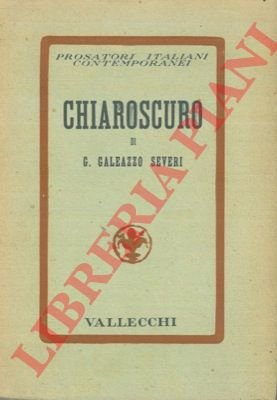 PROSATORI ITALIANI
CONTEMPORANEI
CHIAROSCURO
DI
G. GALEAZZO SEVERI
VALLECCHI
LIBRERIA PIANI